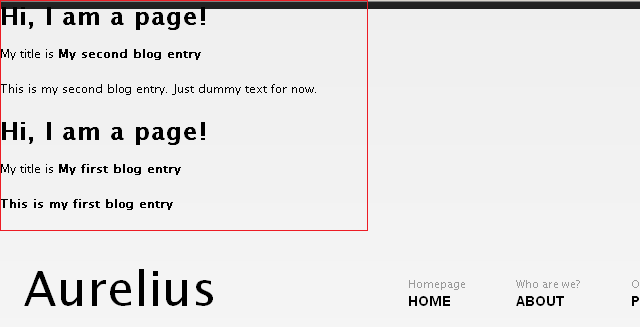 Hi, I am a page!
My title is My second blog entry
This is my second blog entry. Just dummy text for now.
Hi, I am a page!
My title is My first blog entry
This is my first blog entry
Aurelius
Homepage
HOME
Who are we?
ABOUT